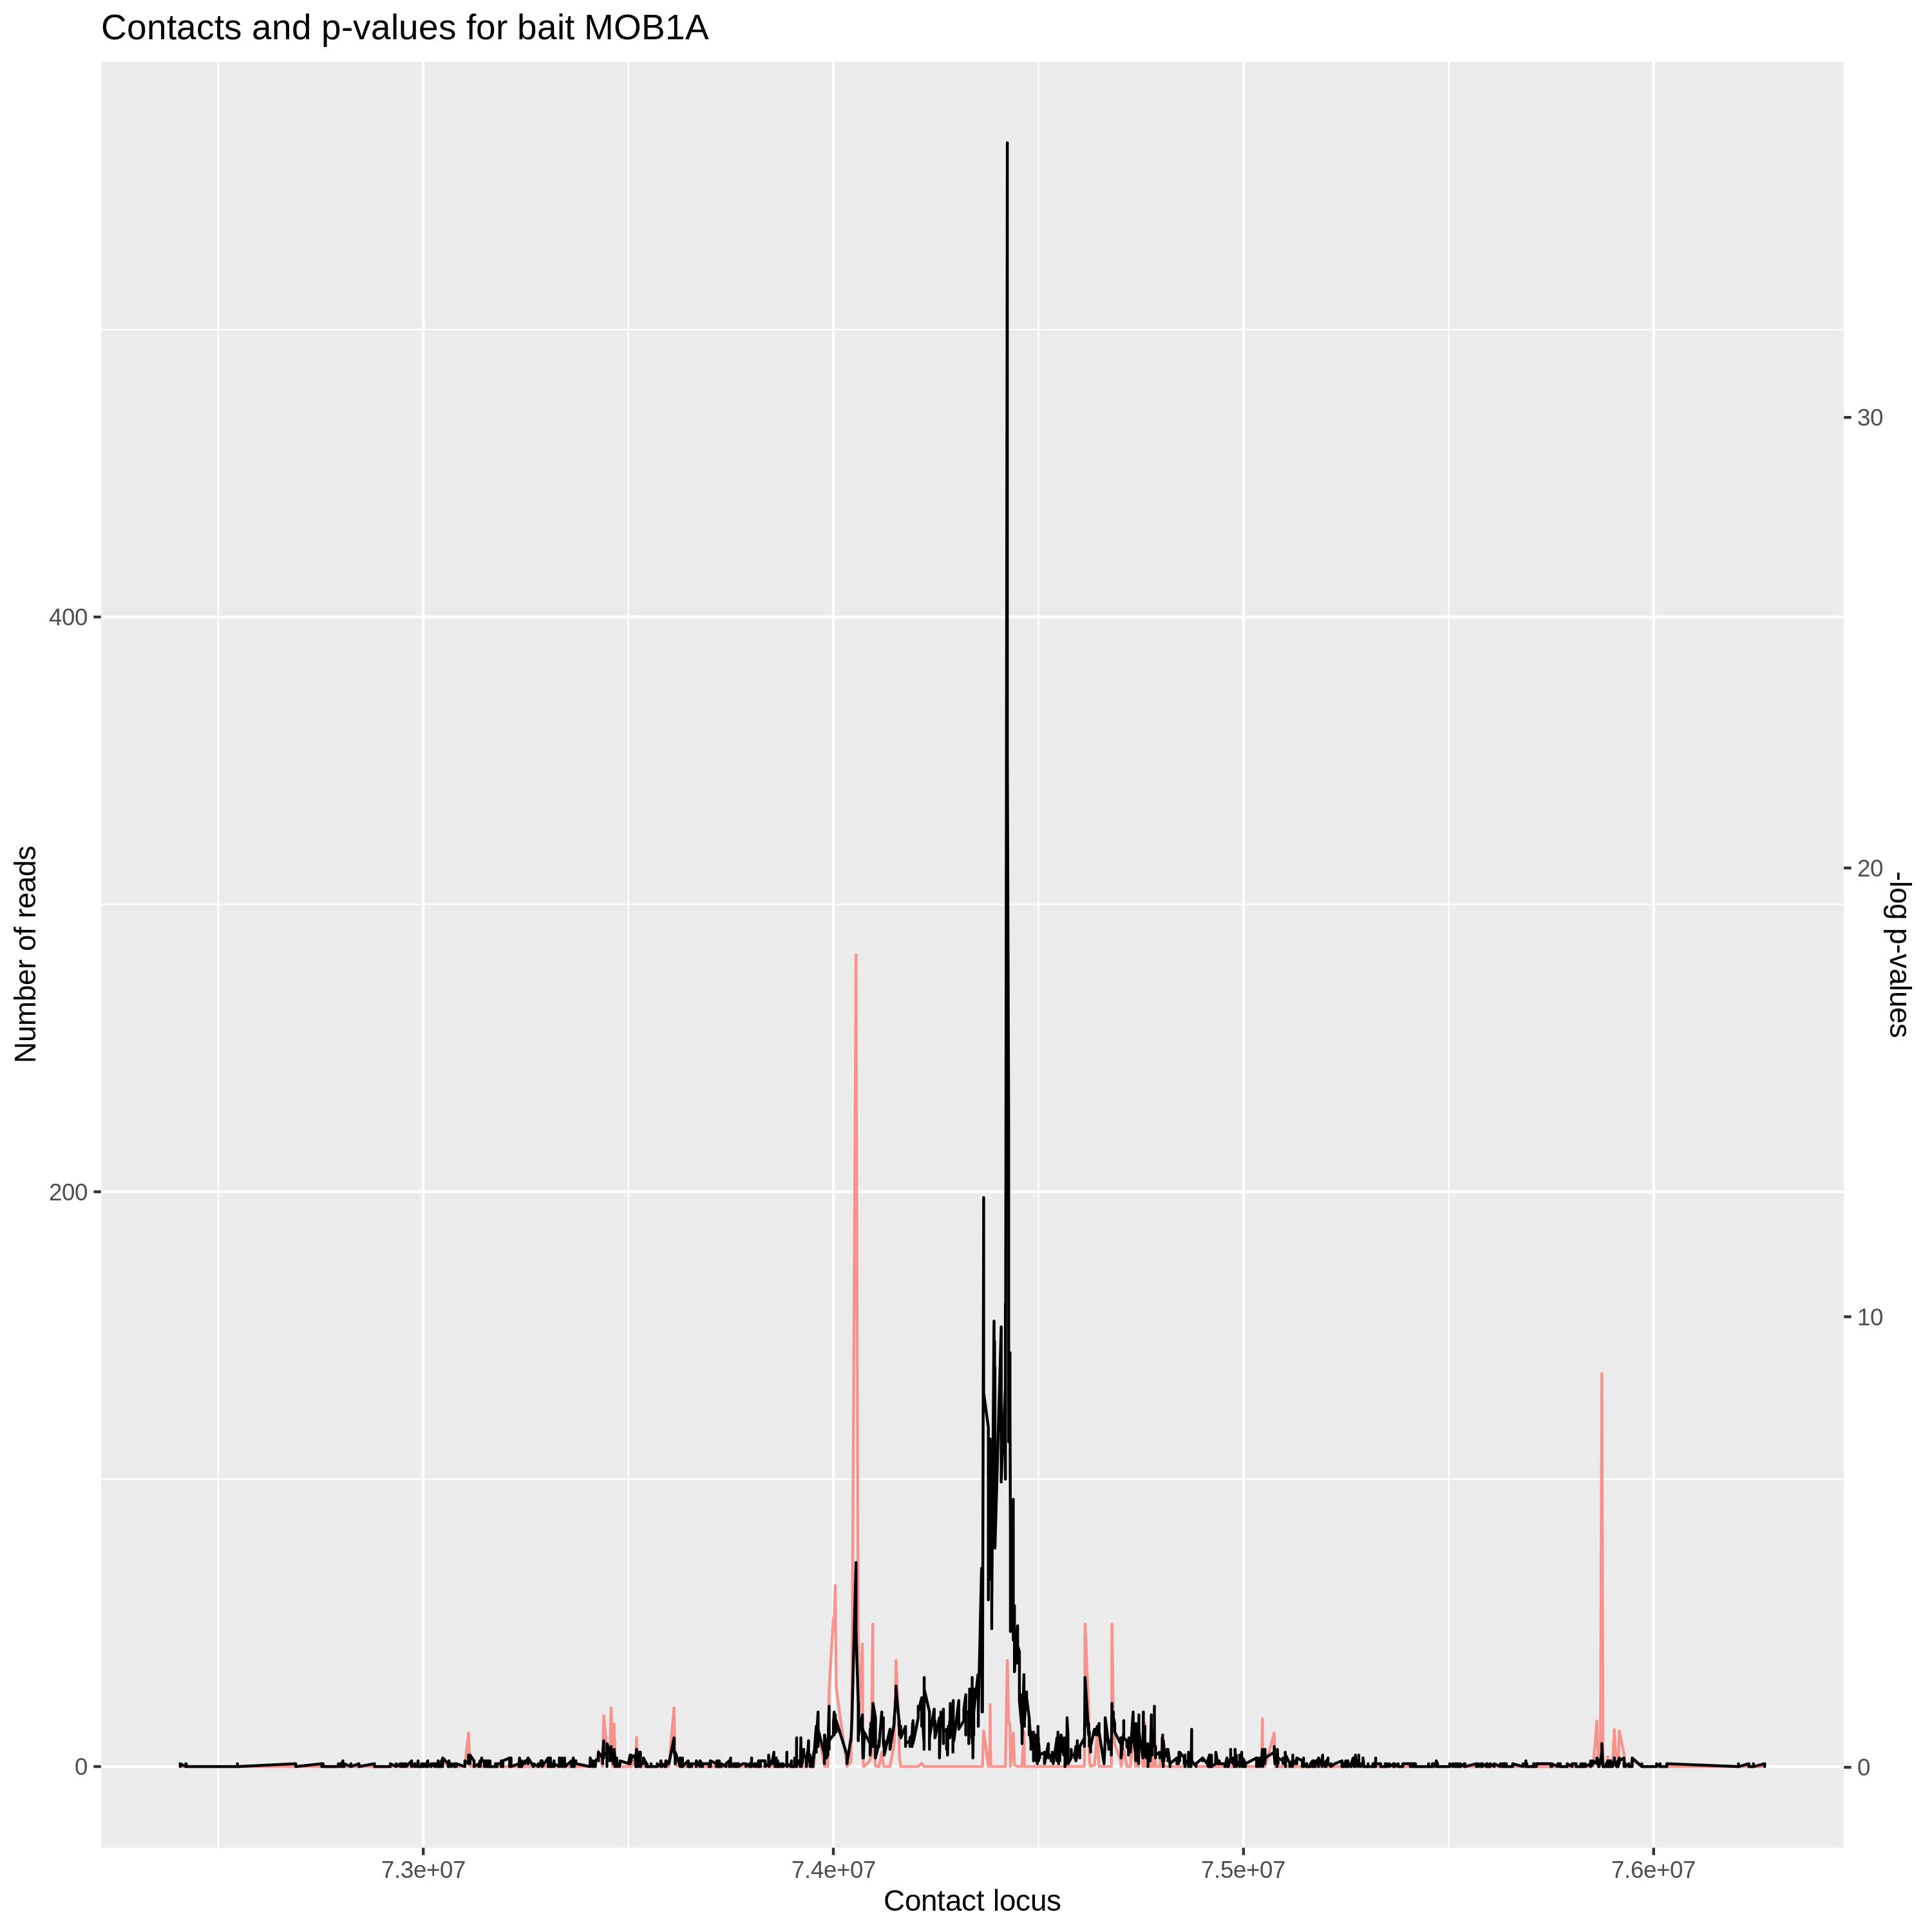 Contacts and p-values for bait MOB1A
Number of reads
400
200
0
30
20
10
0
-log p-values
7.3e+07
7.4e+07
7.5e+07
7.6e+07
Contact locus